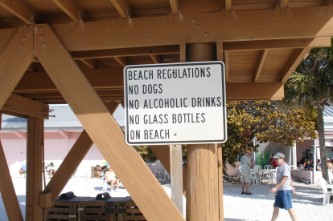 BEACH REGULATIONS
NO DOGS
NO ALCOHOLIC DRINKS
NO GLASS BOTTLES
ON BEACH